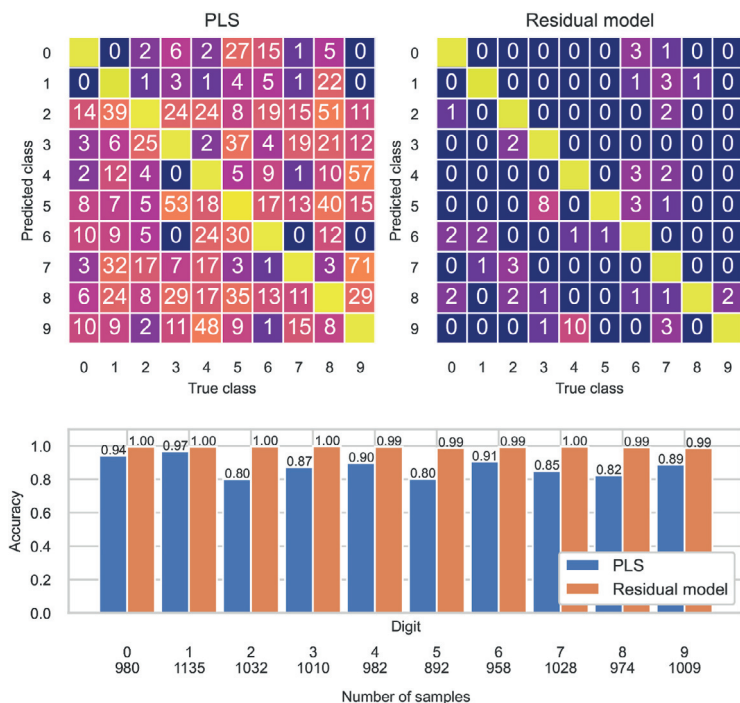 PLS Residual model
0 0 2 6 2 27 15 1 5 0 0 0 0 0 0 0 3 1 0 0
1 0 1 3 1 4 5 1 22 0 1 0 0 0 0 0 1 3 1 0
2 14 39 24 24 8 19 15 51 11 2 1 0 0 0 0 0 2 0 0
3 3 6 25 2 37 4 19 21 12 3 0 0 2 0 0 0 0 0 0
4 2 12 4 0 5 9 1 10 57 4 0 0 0 0 0 3 2 0 0
5 8 7 5 53 18 17 13 40 15 5 0 0 0 8 0 3 1 0 0
6 10 9 5 0 24 30 0 12 0 6 2 2 0 0 1 1 0 0 0
7 3 32 17 7 17 3 1 3 71 7 0 1 3 0 0 0 0 0 0
8 6 24 8 29 17 35 13 11 29 8 2 0 2 1 0 0 1 1 2
9 10 9 2 11 48 9 1 15 8 9 0 0 0 1 10 0 0 3 0
Predicted class Predicted class
0 1 2 3 4 5 6 7 8 9 0 1 2 3 4 5 6 7 8 9
True class True class
0.94 1.00 0.97 1.00 0.80 1.00 0.87 1.00 0.90 0.99 0.80 0.99 0.91 0.99 0.85 1.00 0.82 0.99 0.89 0.99
1.0
0.8
0.6
0.4
0.2
0.0
Accuracy
PLS
Residual model
Digit
0 1 2 3 4 5 6 7 8 9
980 1135 1032 1010 982 892 958 1028 974 1009
Number of samples